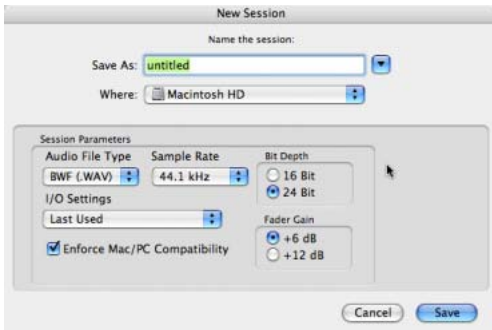 New Session
Name the session:
Save As: untitled
Where: Macintosh HD
Session Parameters
Audio File Type Sample Rate Bit Depth
BWF (.WAV) 44.1 kHz 16 Bit
24 Bit
I/O Settings
Last Used
Fader Gain
Enforce Mac/PC Compatibility +6 dB
+12 dB
Cancel Save